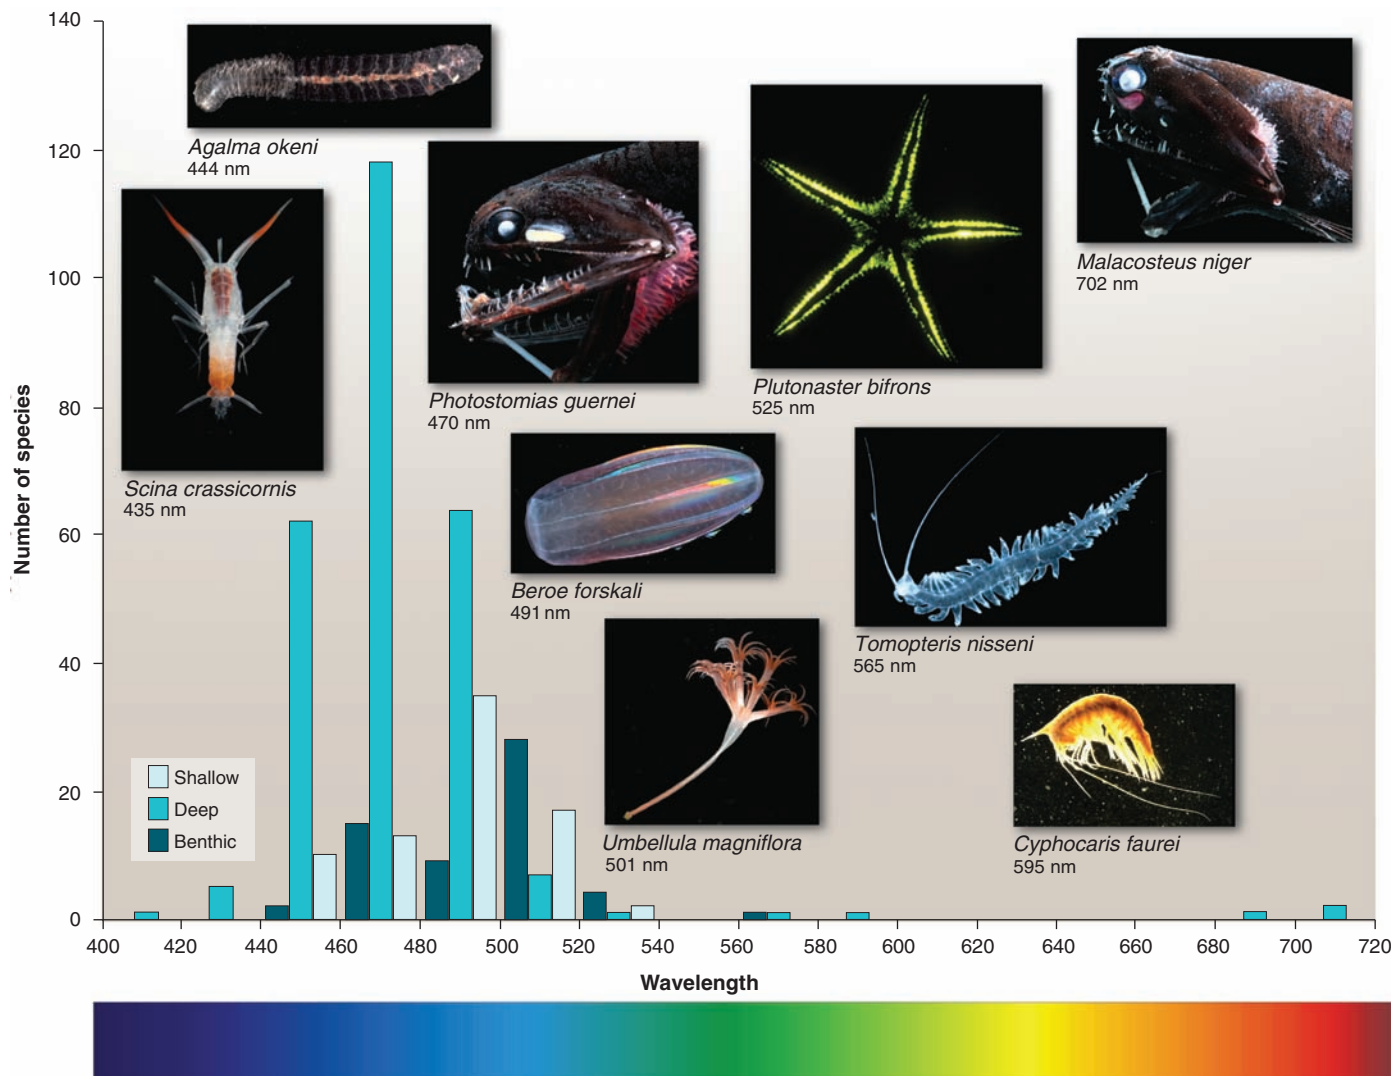 140
120
100
80
60
40
20
0
Number of species
Agalma okeni
444 nm
Scina crassicornis
435 nm
Photostomias guernei
470 nm
Plutonaster bifrons
525 nm
Malacosteus niger
702 nm
Beroe forskali
491 nm
Tomopteris nisseni
565 nm
Umbellula magniflora
501 nm
Cyphocaris faurei
595 nm
Shallow
Deep
Benthic
400 420 440 460 480 500 520 540 560 580 600 620 640 660 680 700 720
Wavelength